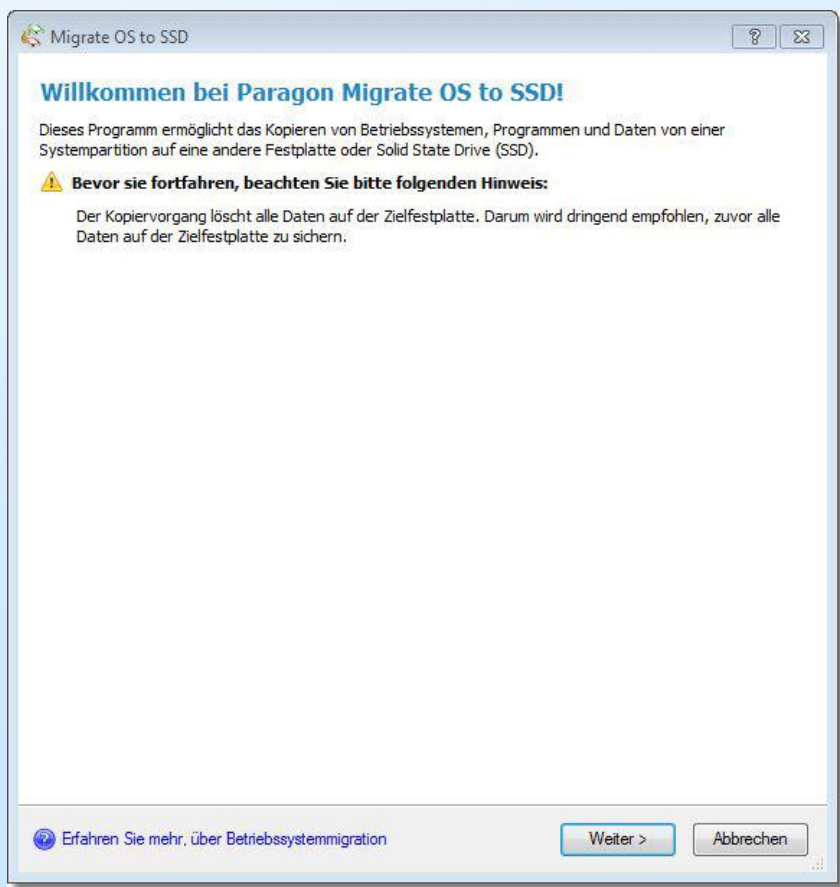 Migrate OS to SSD
Willkommen bei Paragon Migrate OS to SSD!
Dieses Programm ermöglicht das Kopieren von Betriebssystemen, Programmen und Daten von einer
Systempartition auf eine andere Festplatte oder Solid State Drive (SSD).
Bevor sie fortfahren, beachten Sie bitte folgenden Hinweis:
Der Kopiervorgang löscht alle Daten auf der Zielfestplatte. Darum wird dringend empfohlen, zuvor alle
Daten auf der Zielfestplatte zu sichern.
Erfahren Sie mehr, über Betriebssystemmigration
Weiter >
Abbrechen